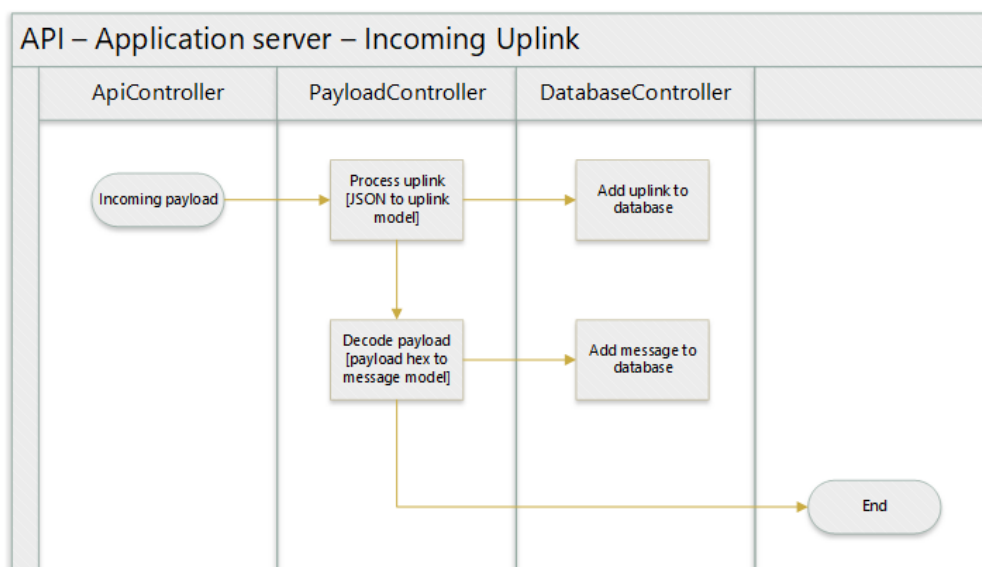 API – Application server – Incoming Uplink
ApiController
PayloadController
DatabaseController
Incoming payload
Process uplink
[JSON to uplink
model]
Add uplink to
database
Decode payload
[payload hex to
message model]
Add message to
database
End